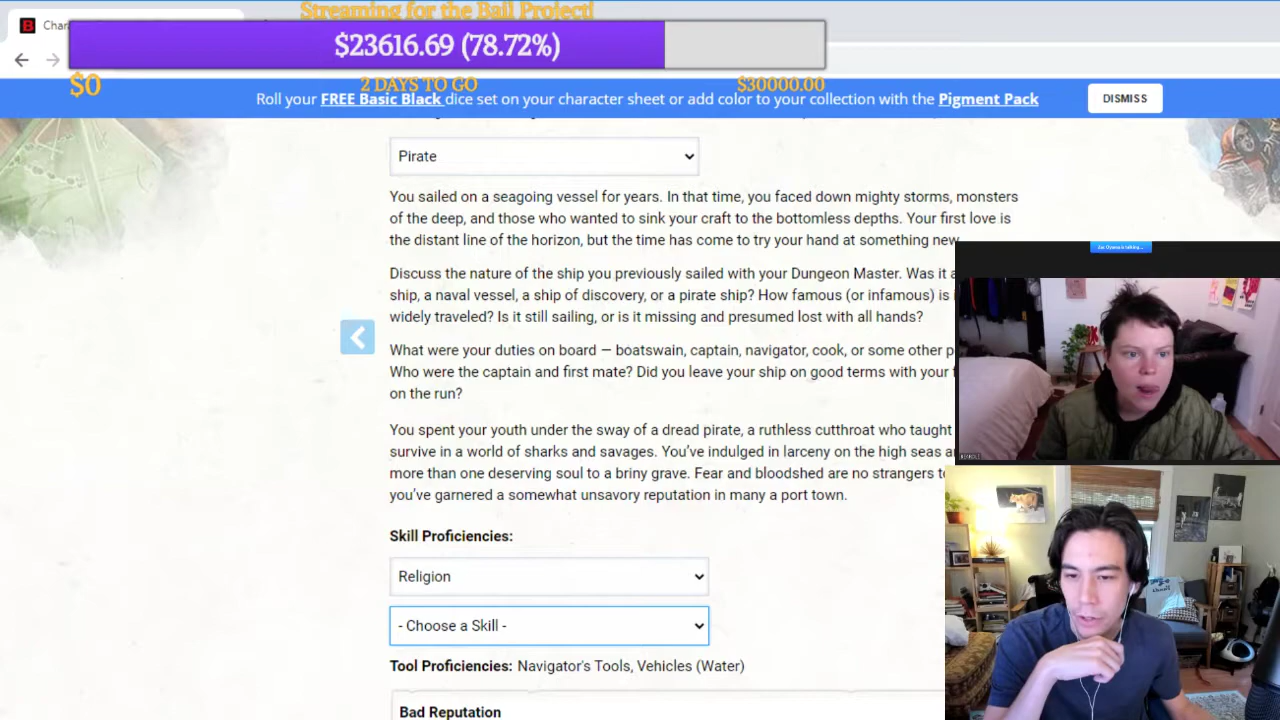 Streaming for the Bail Project!
$23616.69 (78.72%)
$0
2 DAYS TO GO
$30000.00
Roll your FREE Basic Black dice set on your character sheet or add color to your collection with the Pigment Pack
DISMISS
Pirate
You sailed on a seagoing vessel for years. In that time, you faced down mighty storms, monsters
of the deep, and those who wanted to sink your craft to the bottomless depths. Your first love is
the distant line of the horizon, but the time has come to try your hand at something new.
Discuss the nature of the ship you previously sailed with your Dungeon Master. Was it a
ship, a naval vessel, a ship of discovery, or a pirate ship? How famous (or infamous) is
widely traveled? Is it still sailing, or is it missing and presumed lost with all hands?
What were your duties on board — boatswain, captain, navigator, cook, or some other
Who were the captain and first mate? Did you leave your ship on good terms with your
on the run?
You spent your youth under the sway of a dread pirate, a ruthless cutthroat who taught
survive in a world of sharks and savages. You've indulged in larceny on the high seas
more than one deserving soul to a briny grave. Fear and bloodshed are no strangers
you've garnered a somewhat unsavory reputation in many a port town.
Skill Proficiencies:
Religion
- Choose a Skill -
Tool Proficiencies: Navigator's Tools, Vehicles (Water)
Bad Reputation